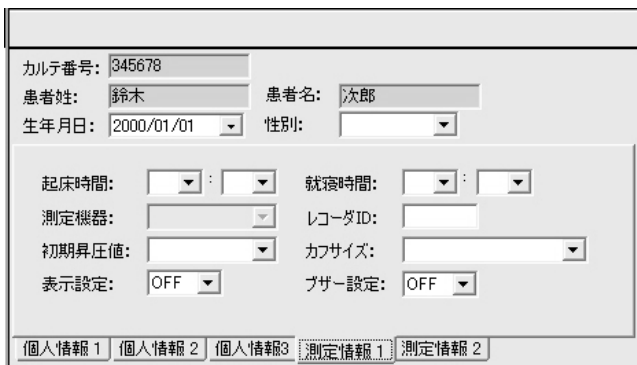 カルテ番号: 345678
患者姓: 鈴木 患者名: 次郎
生年月日: 2000/01/01 性別:
起床時間: : 就寝時間: :
測定機器: レコーダID:
初期昇圧値: カフサイズ:
表示設定: OFF ブザー設定: OFF
個人情報 1 個人情報 2 個人情報3 測定情報 1 測定情報 2